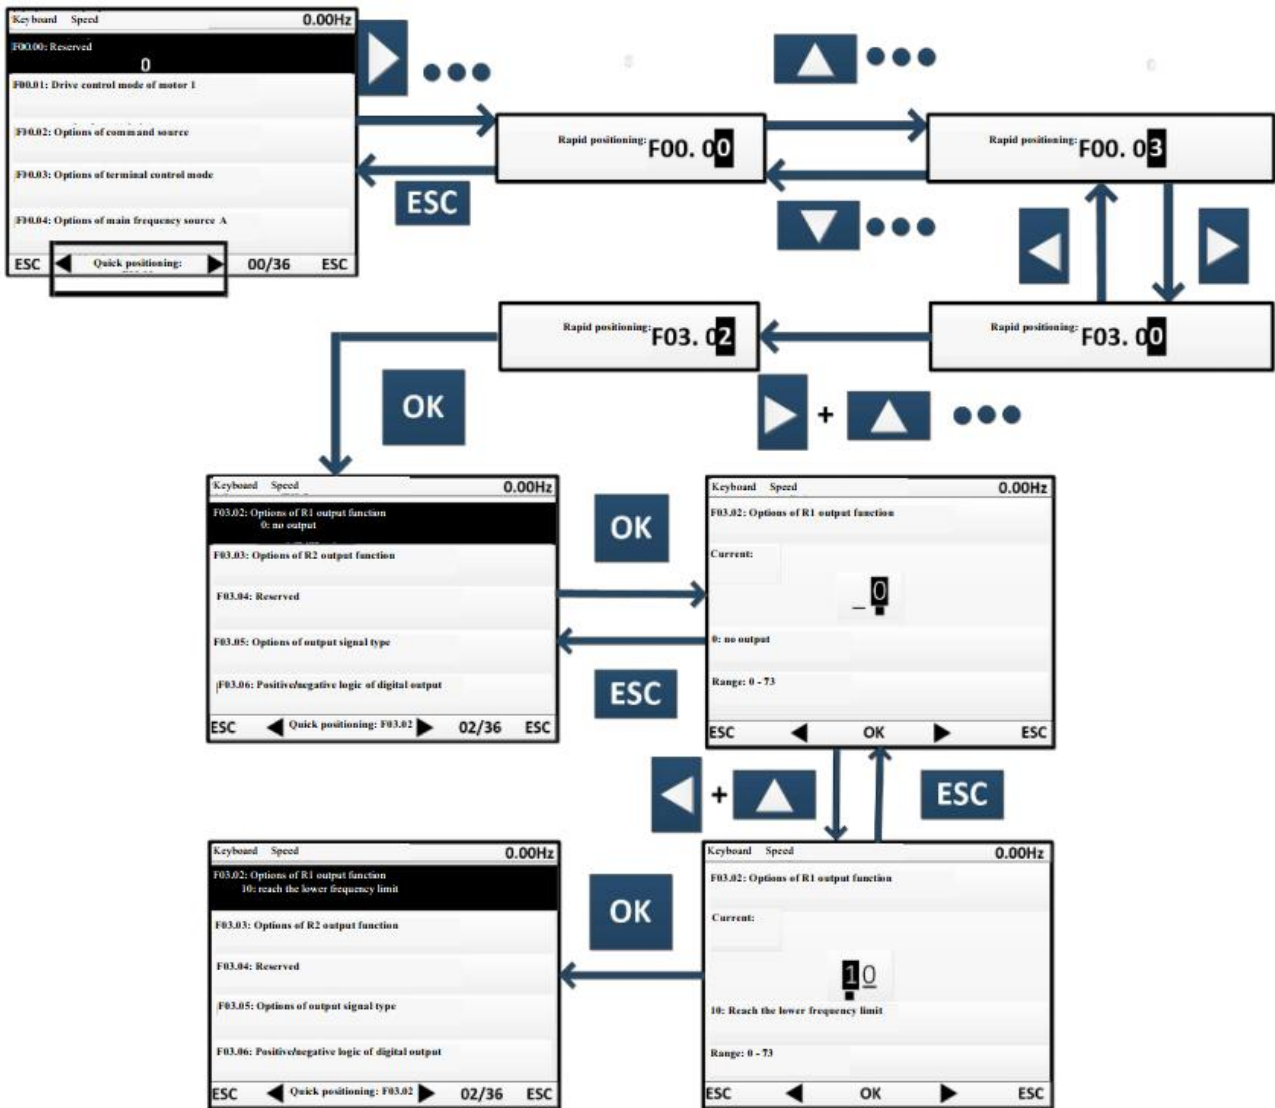 Keyboard Speed 0.00Hz
F00.00: Reserved
0
F00.01: Drive control mode of motor 1
F00.02: Options of command source
F00.03: Options of terminal control mode
F00.04: Options of main frequency source A
ESC Quick positioning: 00/36 ESC
ESC
Rapid positioning: F00. 00
Rapid positioning: F00. 03
Rapid positioning: F03. 02
Rapid positioning: F03. 00
OK
+
Keyboard Speed 0.00Hz
F03.02: Options of R1 output function
0: no output
F03.03: Options of R2 output function
F03.04: Reserved
F03.05: Options of output signal type
F03.06: Positive/negative logic of digital output
ESC Quick positioning: F03.02 02/36 ESC
OK
ESC
Keyboard Speed 0.00Hz
F03.02: Options of R1 output function
Current:
_0
0: no output
Range: 0 - 73
ESC OK ESC
+
ESC
Keyboard Speed 0.00Hz
F03.02: Options of R1 output function
10: reach the lower frequency limit
F03.03: Options of R2 output function
F03.04: Reserved
F03.05: Options of output signal type
F03.06: Positive/negative logic of digital output
ESC Quick positioning: F03.02 02/36 ESC
OK
Keyboard Speed 0.00Hz
F03.02: Options of R1 output function
Current:
10
10: Reach the lower frequency limit
Range: 0 - 73
ESC OK ESC